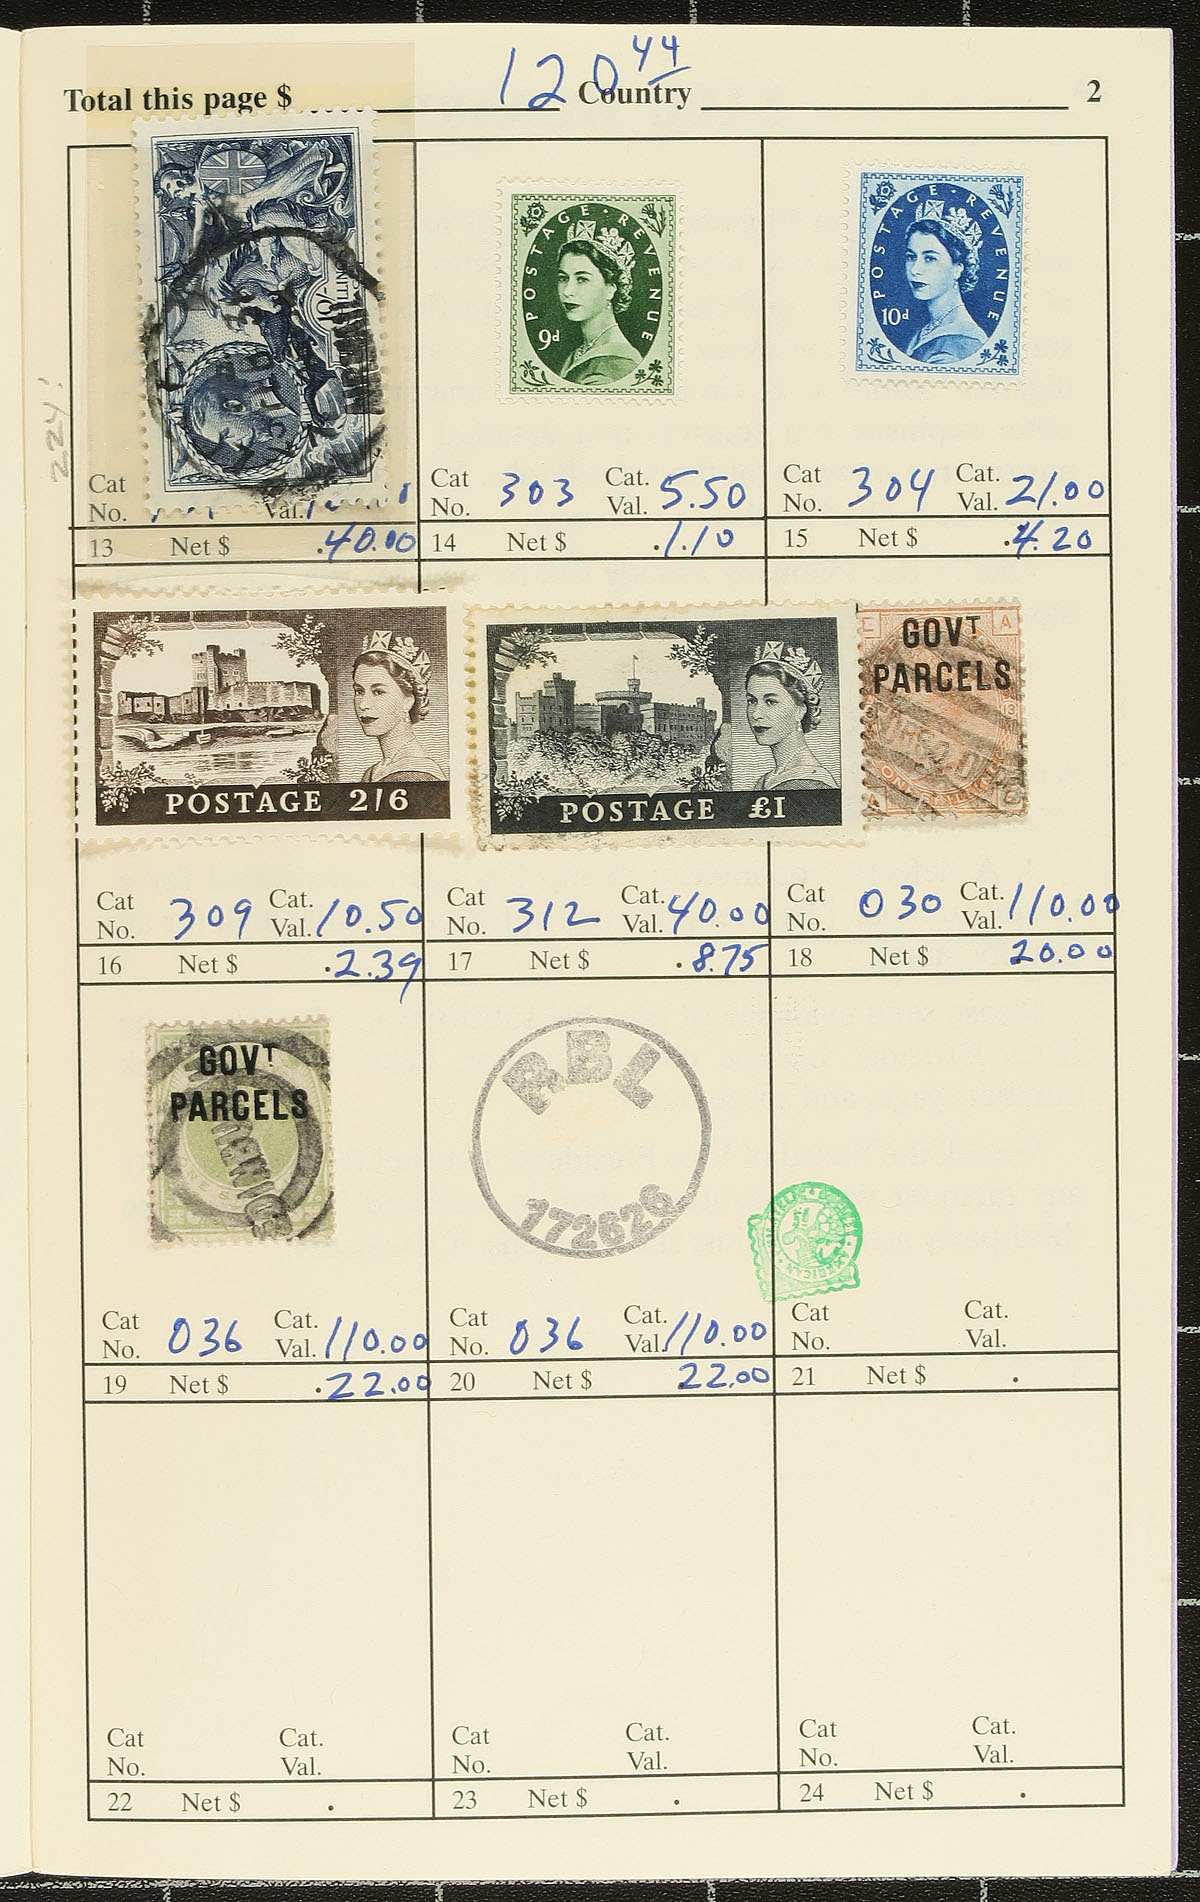 120 44
Total this page $ Country 2
224
Cat No. Val.
13 Net $ .40.00
POSTAGE REVENUE
9d
Cat No. 303 Cat. Val. 5.50
14 Net $ .1.10
POSTAGE REVENUE
10d
Cat No. 304 Cat. Val. 21.00
15 Net $ .4.20
POSTAGE 2/6
Cat No. 309 Cat. Val. 10.50
16 Net $ .2.39
POSTAGE £1
Cat No. 312 Cat. Val. 40.00
17 Net $ .8.75
E A
GOVT
PARCELS
Cat No. 030 Cat. Val. 110.00
18 Net $ 20.00
GOVT
PARCELS
Cat No. 036 Cat. Val. 110.00
19 Net $ .22.00
RBL
172626
Cat No. 036 Cat. Val. 110.00
20 Net $ 22.00
AMERICAN
Cat No. Cat. Val.
21 Net $ .
Cat No. Cat. Val.
22 Net $ .
Cat No. Cat. Val.
23 Net $ .
Cat No. Cat. Val.
24 Net $ .